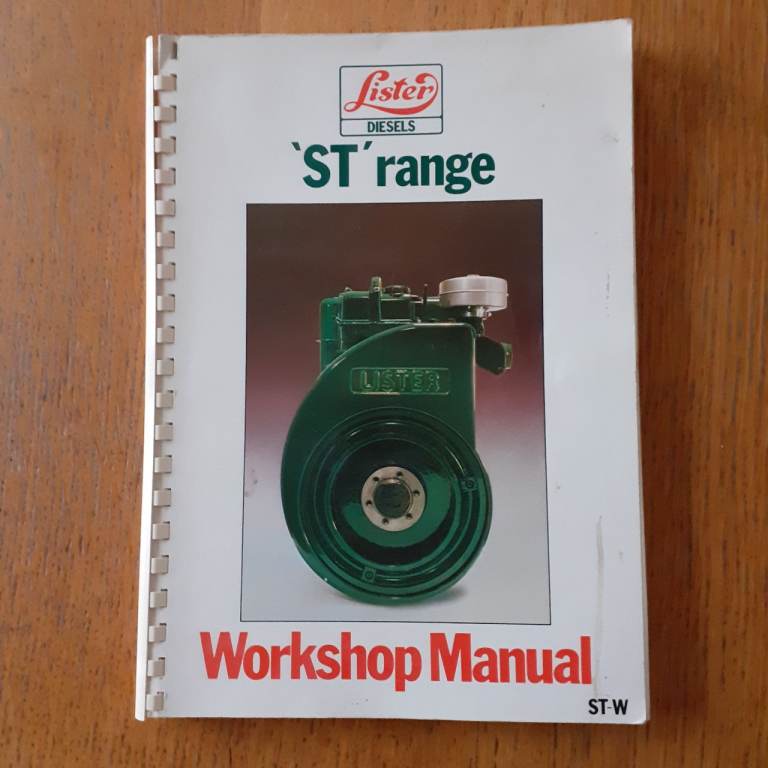 Lister
DIESELS
‵ST′ range
LISTER
Workshop Manual
ST-W